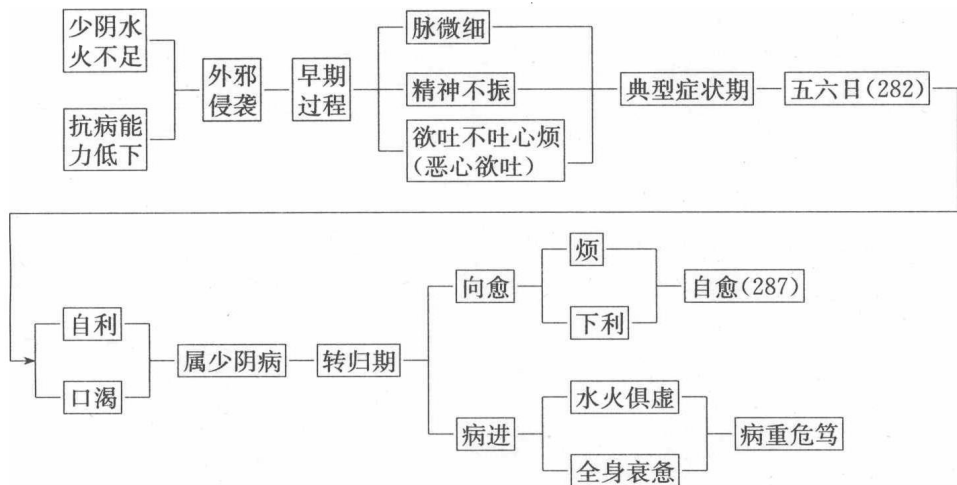 少阴水
火不足
抗病能
力低下
外邪
侵袭
早期
过程
脉微细
精神不振
欲吐不吐心烦
(恶心欲吐)
典型症状期
五六日(282)
自利
口渴
属少阴病
转归期
向愈
烦
下利
自愈(287)
病进
水火俱虚
全身衰惫
病重危笃